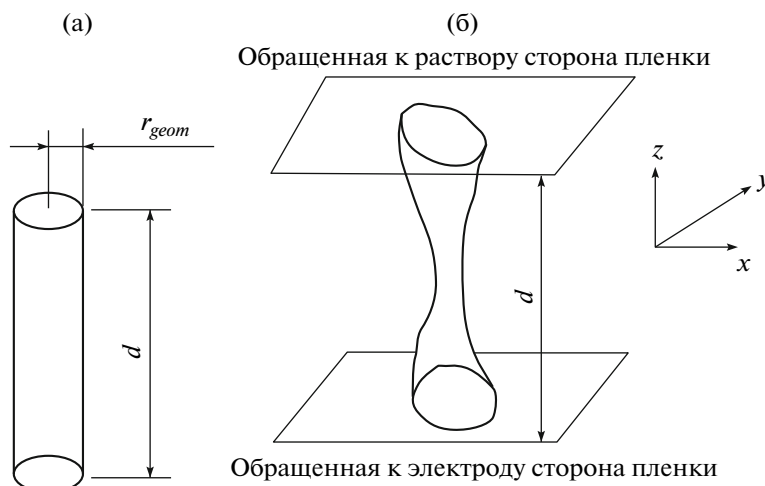 (а)
(б)
Обращенная к раствору сторона пленки
r_geom
z
y
x
d
d
Обращенная к электроду сторона пленки